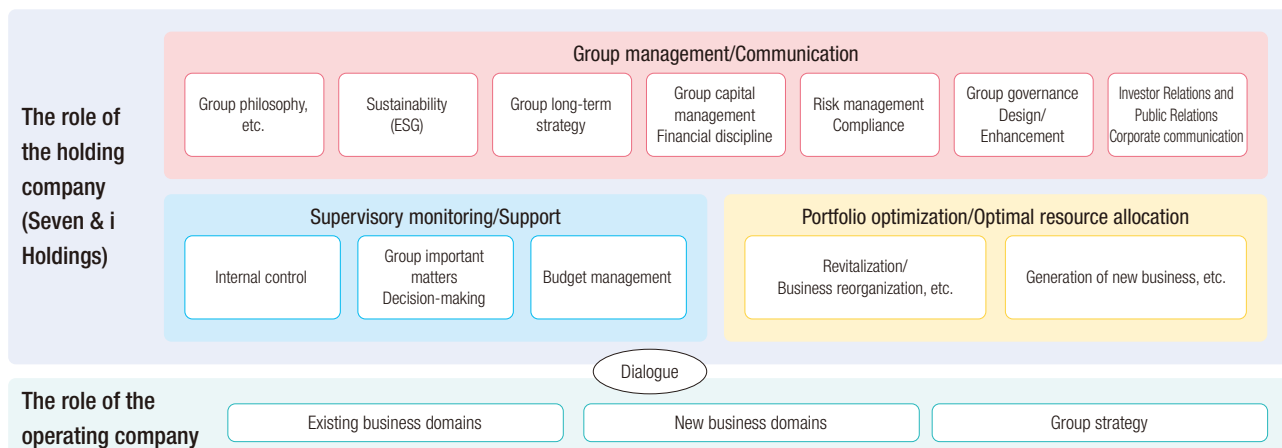 The role of
the holding
company
(Seven & i
Holdings)
Group management/Communication
Group philosophy,
etc.
Sustainability
(ESG)
Group long-term
strategy
Group capital
management
Financial discipline
Risk management
Compliance
Group governance
Design/
Enhancement
Investor Relations and
Public Relations
Corporate communication
Supervisory monitoring/Support
Internal control
Group important
matters
Decision-making
Budget management
Portfolio optimization/Optimal resource allocation
Revitalization/
Business reorganization, etc.
Generation of new business, etc.
Dialogue
The role of the
operating company
Existing business domains
New business domains
Group strategy